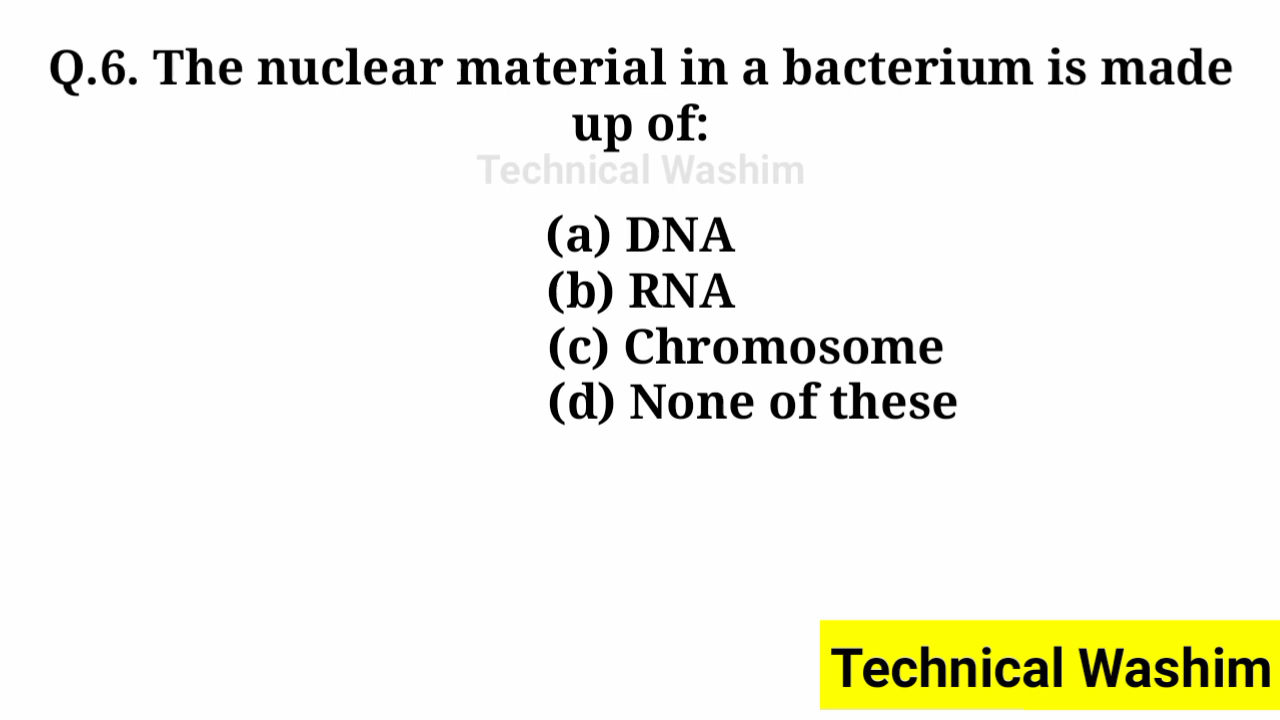 Q.6. The nuclear material in a bacterium is made
up of:
Technical Washim
(a) DNA
(b) RNA
(c) Chromosome
(d) None of these
Technical Washim